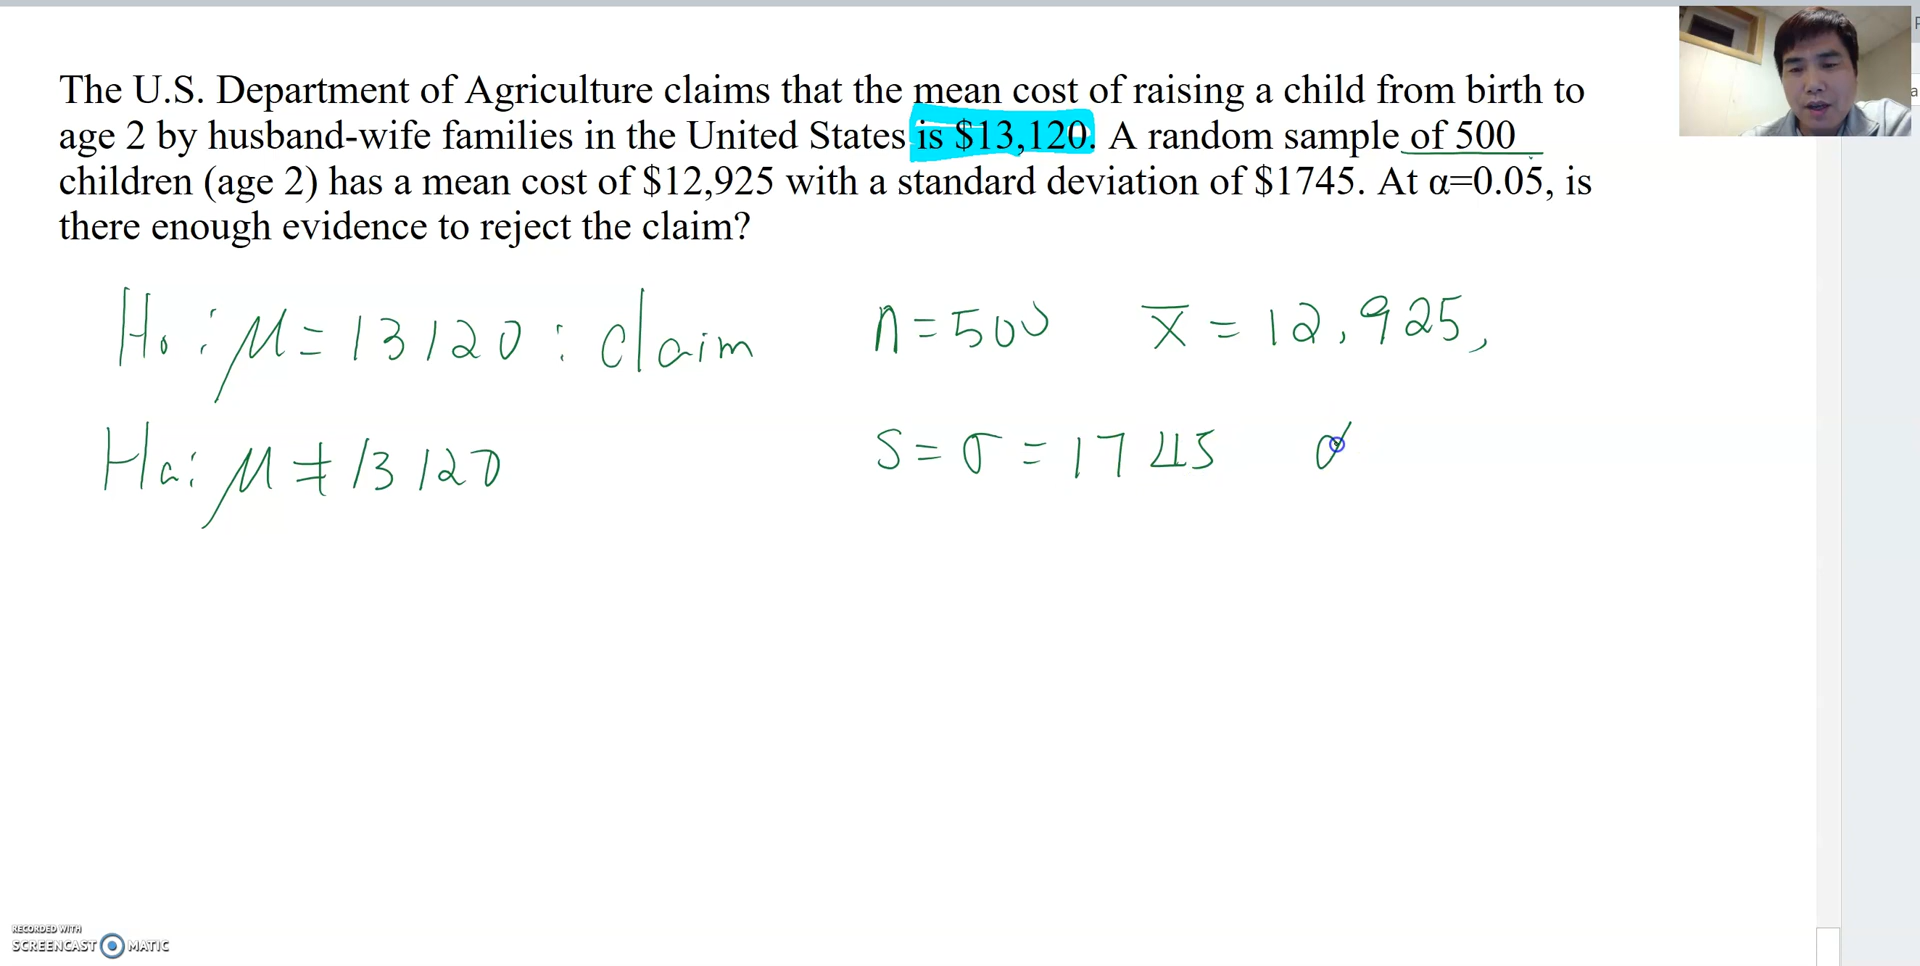 The U.S. Department of Agriculture claims that the mean cost of raising a child from birth to
age 2 by husband-wife families in the United States is $13,120. A random sample of 500
children (age 2) has a mean cost of $12,925 with a standard deviation of $1745. At α=0.05, is
there enough evidence to reject the claim?
H₀: μ = 13120 : claim n=500 x̅ = 12,925,
Ha: μ ≠ 13120 S = σ = 1745
RECORDED WITH
SCREENCAST MATIC